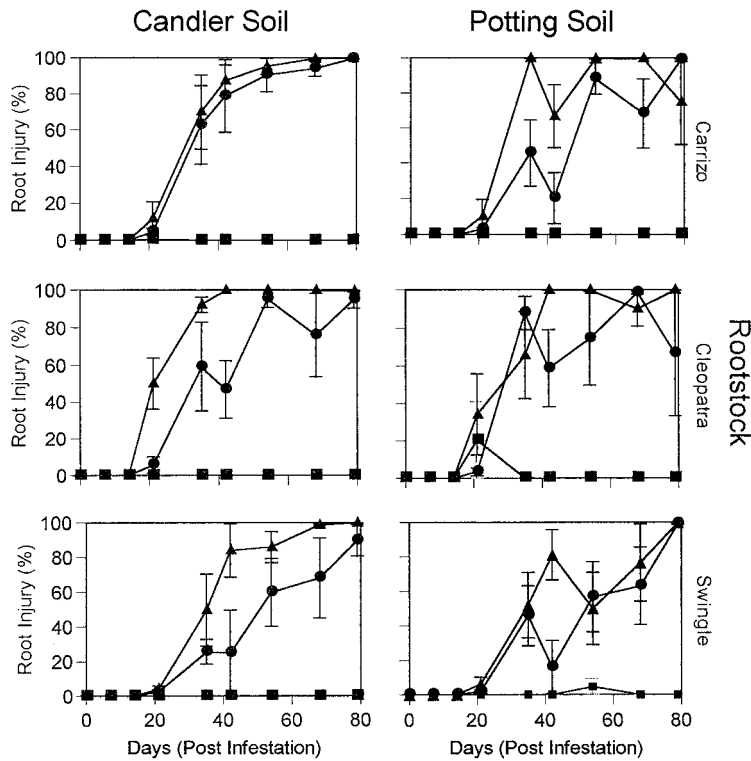 Candler Soil
Potting Soil
Root Injury (%)
100
80
60
40
20
0
Carrizo
Root Injury (%)
100
80
60
40
20
0
Cleopatra
Rootstock
Root Injury (%)
100
80
60
40
20
0
Swingle
0
20
40
60
80
0
20
40
60
80
Days (Post Infestation)
Days (Post Infestation)